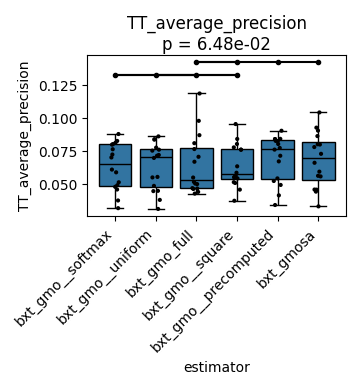 TT_average_precision
p = 6.48e-02
TT_average_precision
0.125
0.100
0.075
0.050
bxt_gmo__softmax
bxt_gmo__uniform
bxt_gmo_full
bxt_gmo__square
bxt_gmo__precomputed
bxt_gmosa
estimator